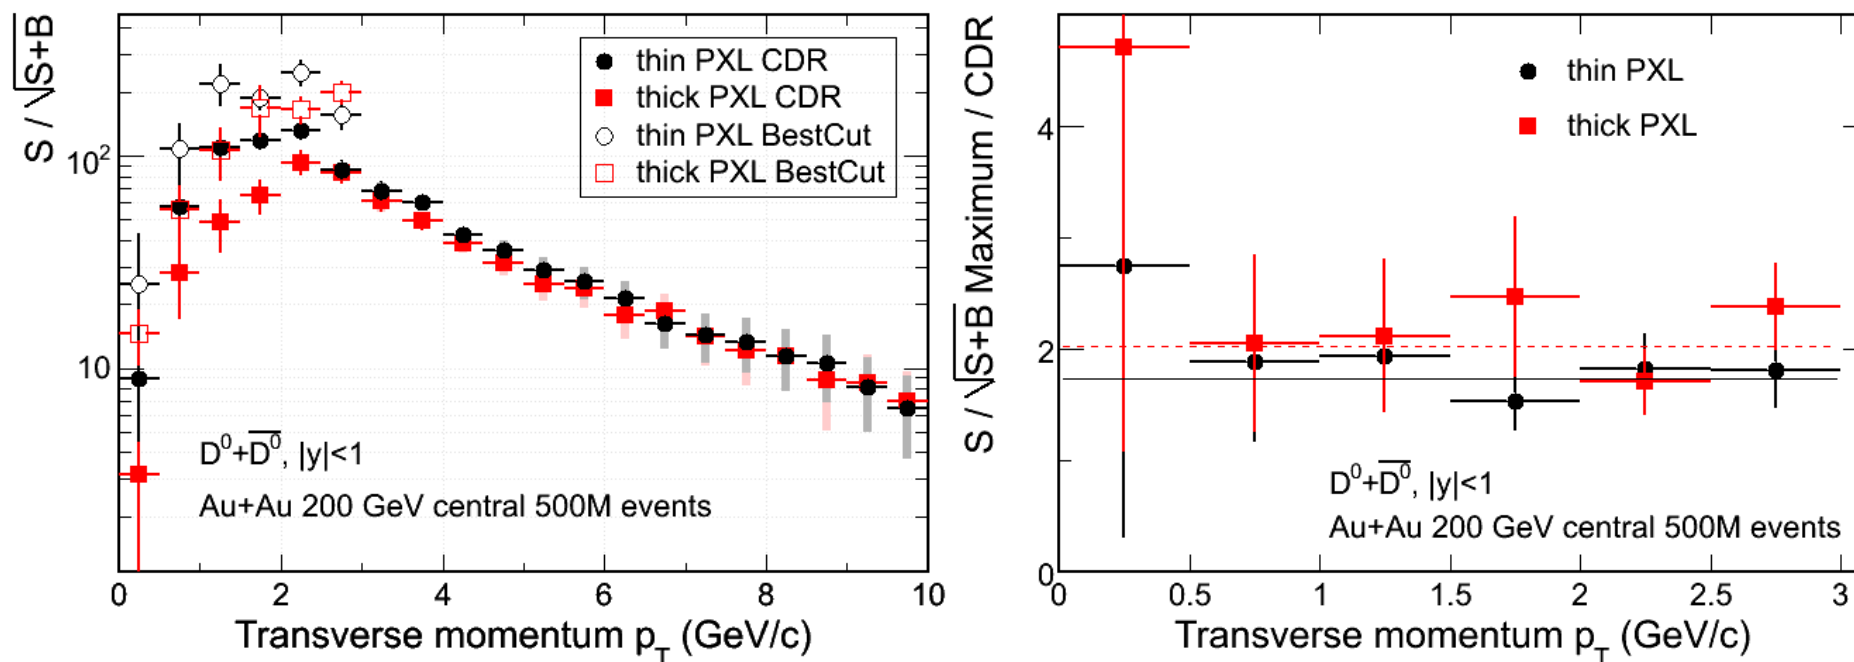 S / √S+B
10²
10
thin PXL CDR
thick PXL CDR
thin PXL BestCut
thick PXL BestCut
D⁰+D̅⁰, |y|<1
Au+Au 200 GeV central 500M events
0 2 4 6 8 10
Transverse momentum p_T (GeV/c)
S / √S+B Maximum / CDR
4
2
0
thin PXL
thick PXL
D⁰+D̅⁰, |y|<1
Au+Au 200 GeV central 500M events
0 0.5 1 1.5 2 2.5 3
Transverse momentum p_T (GeV/c)